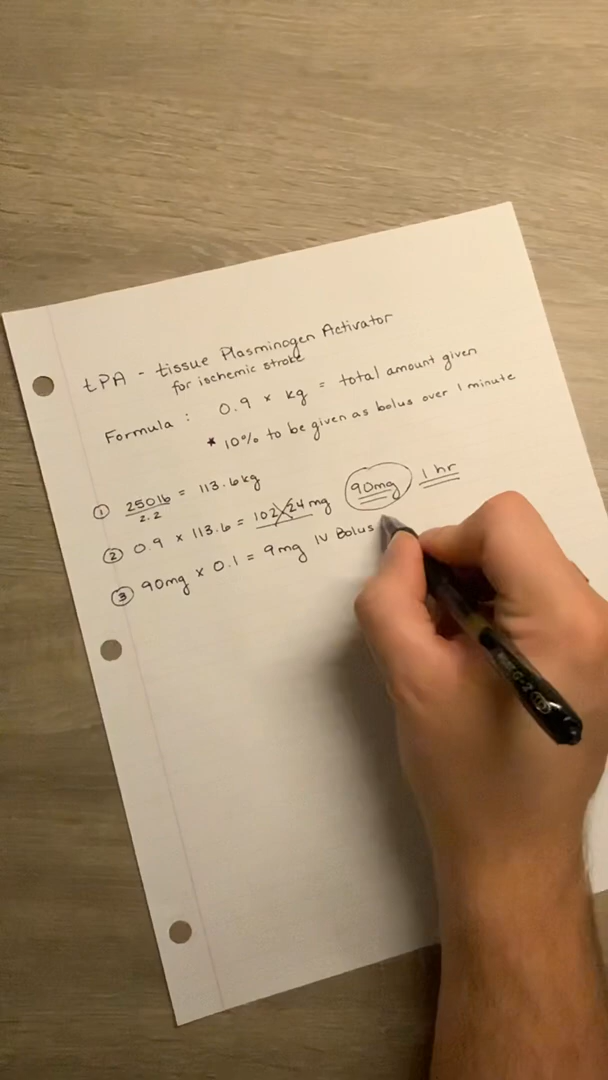 tPA - tissue Plasminogen Activator
for ischemic stroke
Formula : 0.9 × kg = total amount given
* 10% to be given as bolus over 1 minute
① 250lb/2.2 = 113.6kg
② 0.9 × 113.6 = 102.24mg 90mg 1 hr
③ 90mg × 0.1 = 9mg IV Bolus
G-2